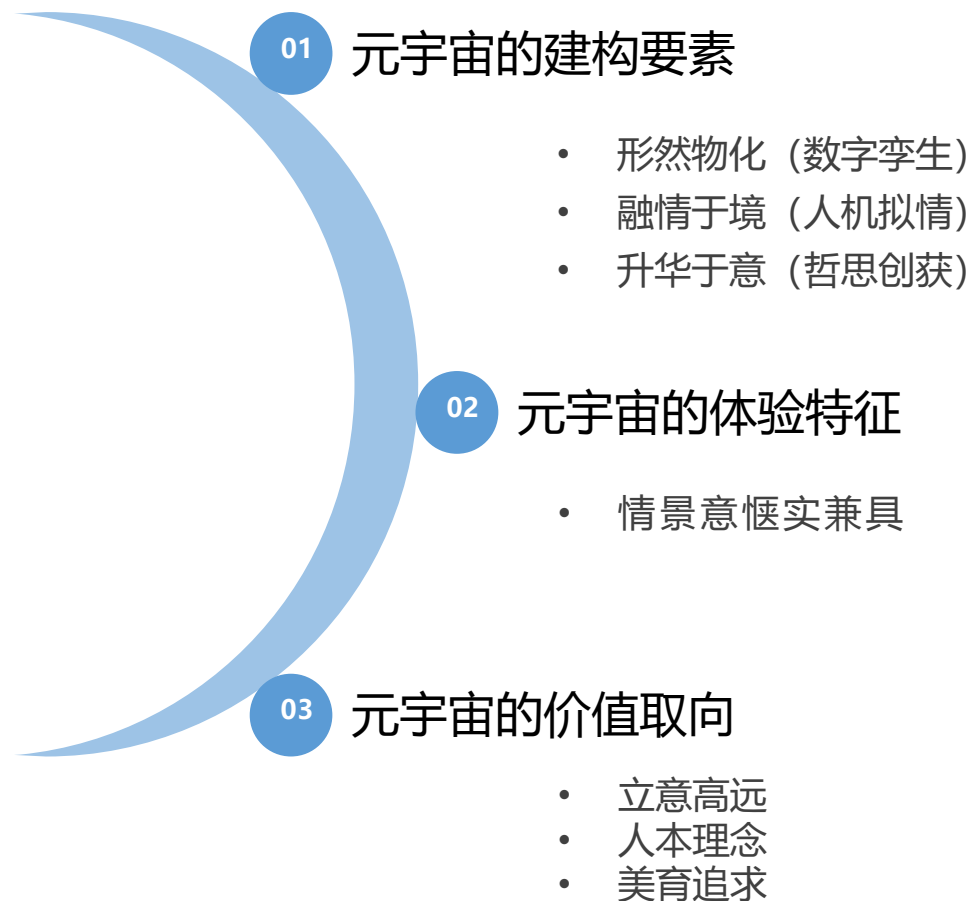 01 元宇宙的建构要素
• 形然物化（数字孪生）
• 融情于境（人机拟情）
• 升华于意（哲思创获）
02 元宇宙的体验特征
• 情景意惬实兼具
03 元宇宙的价值取向
• 立意高远
• 人本理念
• 美育追求